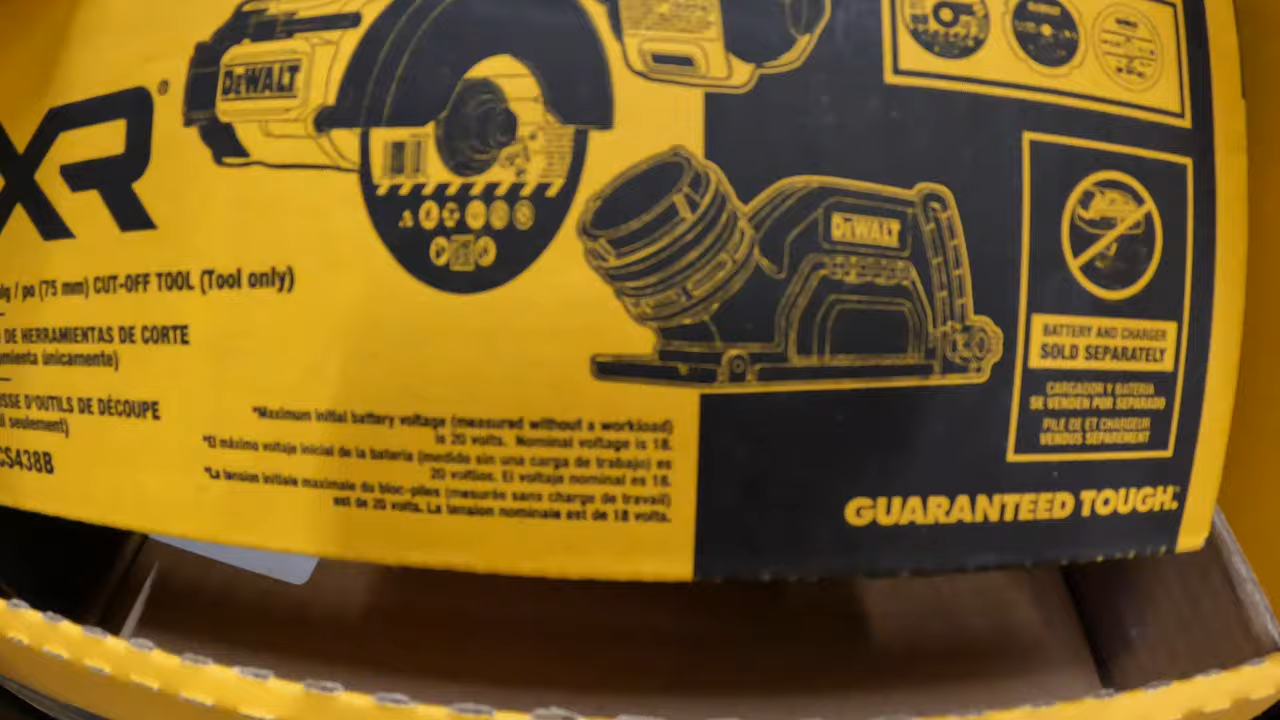 DEWALT
XR®
/ po (75 mm) CUT-OFF TOOL (Tool only)
DE HERRAMIENTAS DE CORTE
únicamente)
D'OUTILS DE DÉCOUPE
seulement)
CS438B
*Maximum initial battery voltage (measured without a workload)
is 20 volts. Nominal voltage is 18.
*El máximo voltaje inicial de la batería (medido sin una carga de trabajo) es
20 voltios. El voltaje nominal es 18.
*La tension initiale maximale du bloc-piles (mesurée sans charge de travail)
est de 20 volts. La tension nominale est de 18 volts.
DEWALT
BATTERY AND CHARGER
SOLD SEPARATELY
CARGADOR Y BATERÍA
SE VENDEN POR SEPARADO
PILE ET CHARGEUR
VENDUS SÉPARÉMENT
GUARANTEED TOUGH.